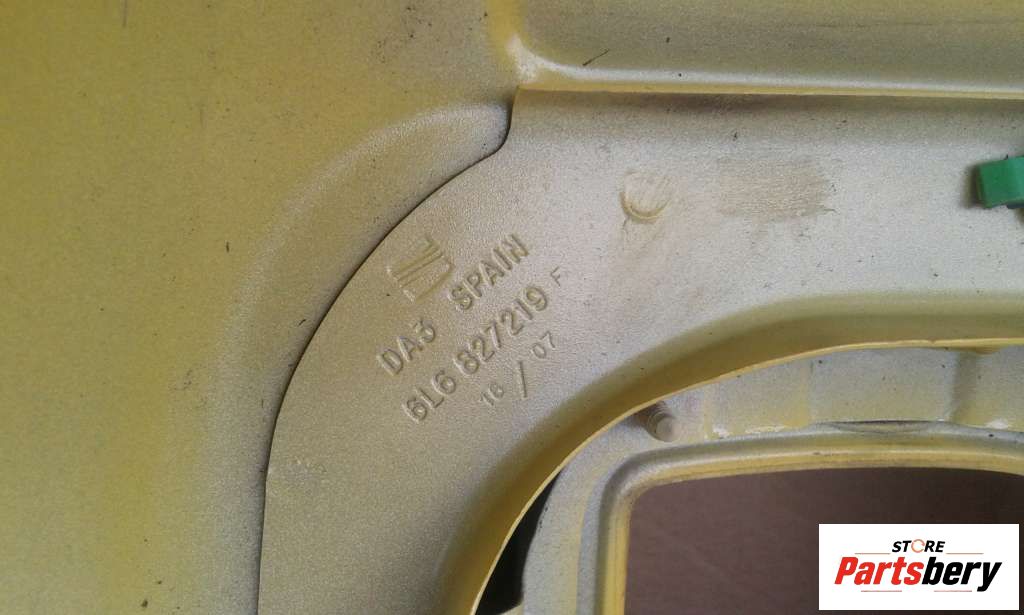 DA3 SPAIN
6L6 827219 F
16 / 07
STORE
Partsbery